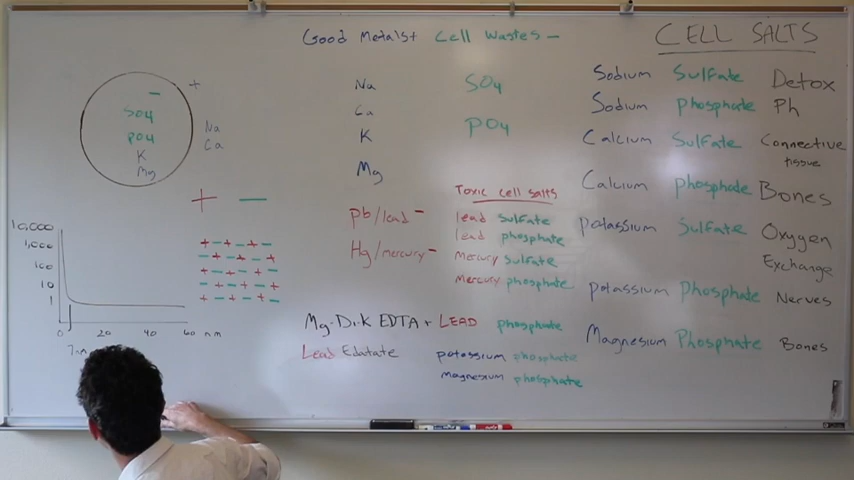 Good Metals+ Cell Wastes -
CELL SALTS
- +
SO4
PO4
K
Mg
Na
Ca
+ -
Na SO4
Ca
K PO4
Mg
Toxic cell salts
pb/lead - lead sulfate
lead phosphate
Hg/mercury - mercury sulfate
mercury phosphate
Mg-Di-K EDTA + LEAD phosphate
Lead Edatate potassium phosphate
magnesium phosphate
Sodium Sulfate Detox
Sodium phosphate Ph
Calcium Sulfate Connective tissue
Calcium phosphate Bones
potassium Sulfate Oxygen Exchange
potassium Phosphate Nerves
Magnesium Phosphate Bones
10,000
1,000
100
10
1
0 20 40 60 nm
+ - + - + -
- + - + - +
+ - + - + -
- + - + - +
+ - + - + -